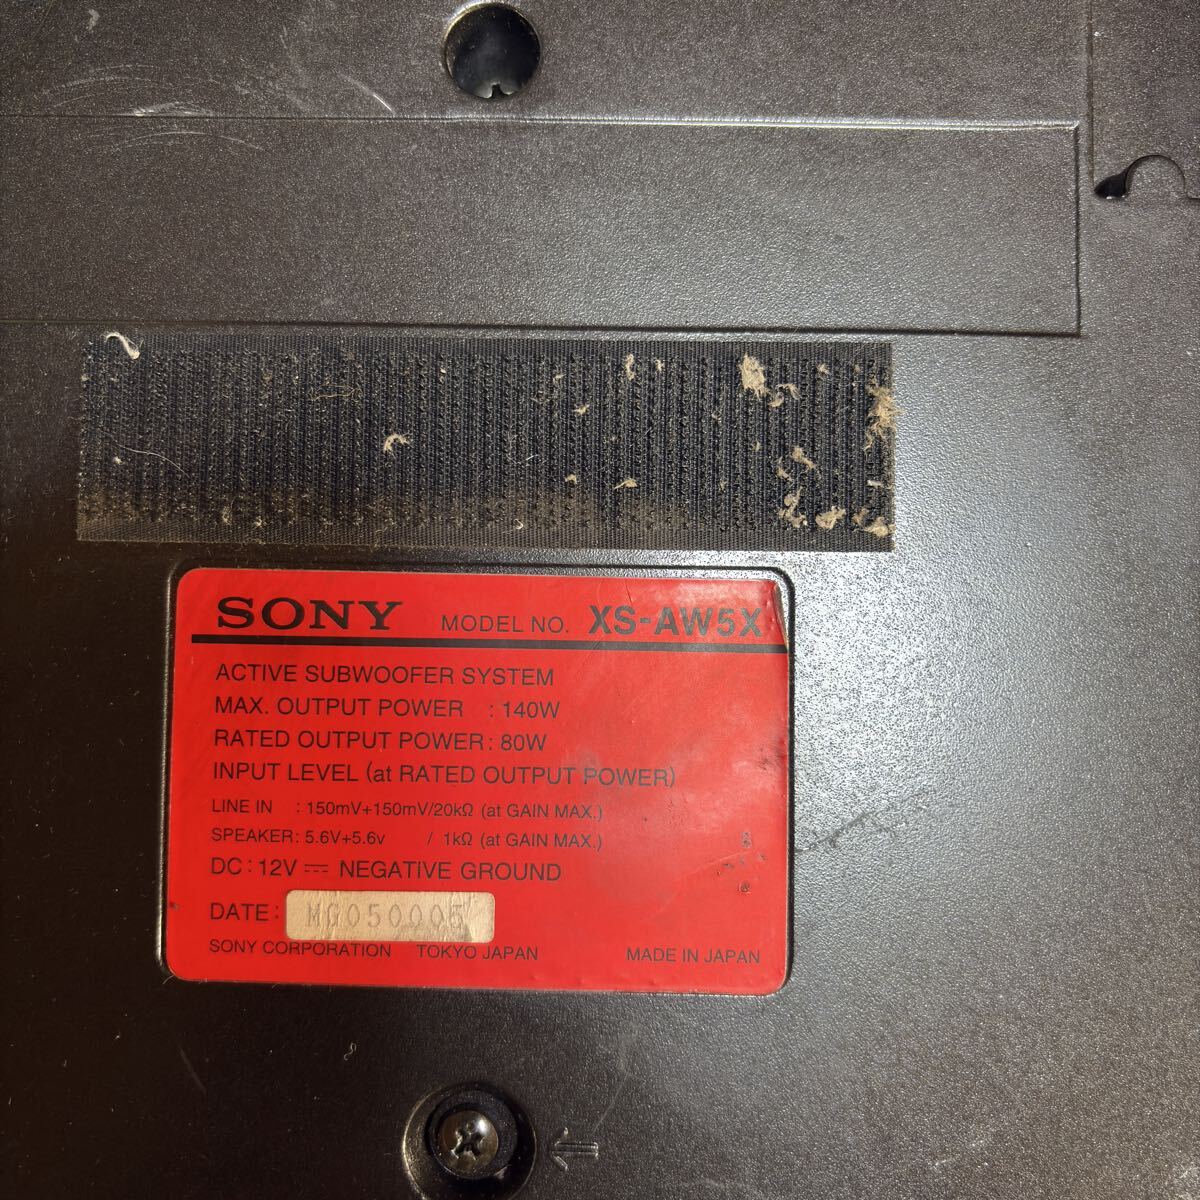 SONY MODEL NO. XS-AW5X
ACTIVE SUBWOOFER SYSTEM
MAX. OUTPUT POWER : 140W
RATED OUTPUT POWER : 80W
INPUT LEVEL (at RATED OUTPUT POWER)
LINE IN : 150mV+150mV/20kΩ (at GAIN MAX.)
SPEAKER : 5.6V+5.6v / 1kΩ (at GAIN MAX.)
DC : 12V ⎓ NEGATIVE GROUND
DATE : MG050005
SONY CORPORATION TOKYO JAPAN MADE IN JAPAN